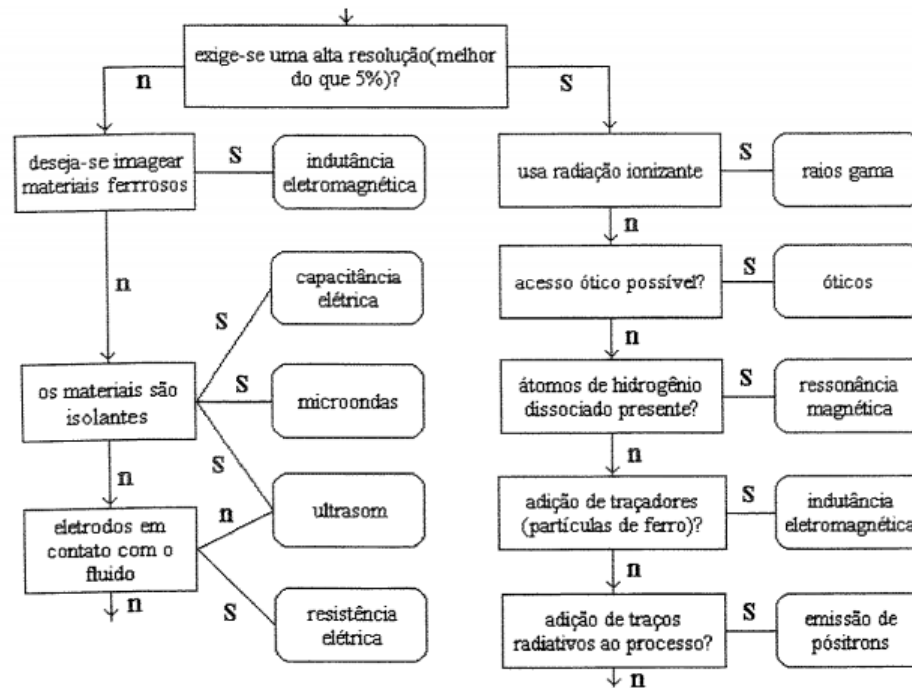 exige-se uma alta resolução(melhor
do que 5%)?
n
S
deseja-se imagear
materiais ferrrosos
S
indutância
eletromagnética
n
os materiais são
isolantes
S
capacitância
elétrica
S
microondas
S
ultrasom
n
eletrodos em
contato com o
fluido
n
S
resistência
elétrica
n
usa radiação ionizante
S
raios gama
n
acesso ótico possível?
S
óticos
n
átomos de hidrogênio
dissociado presente?
S
ressonância
magnética
n
adição de traçadores
(partículas de ferro)?
S
indutância
eletromagnética
n
adição de traços
radiativos ao processo?
S
emissão de
pósitrons
n